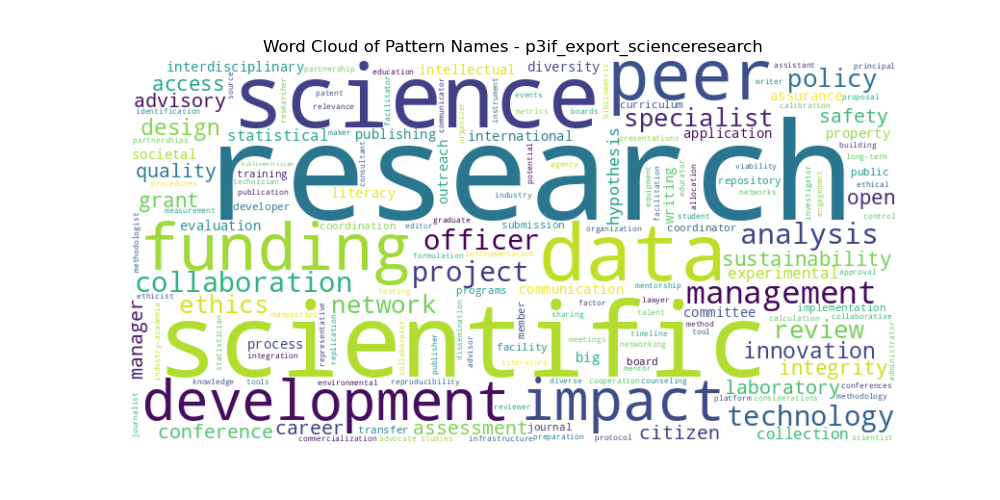 Word Cloud of Pattern Names - p3if_export_scienceresearch
interdisciplinary
partnership
education
intellectual
diversity
assistant
principal
access
source
science
peer
writer
policy
advisory
researcher
patent
relevance
facilitator
communicator
organizer
instrument
events
metrics
boards
bibliometric
curriculum
assurance
proposal
calibration
identification
specialist
safety
design
statistical
maker
publishing
international
application
property
partnerships
building
presentations
research
societal
bibliometrician
consultant
outreach
potential
agency
hypothesis
viability
long-term
quality
training
technician
repository
public
procedures
literacy
industry
equipment
facilitation
writing
educator
allocation
networks
investigator
engagement
ethical
open
grant
publication
developer
measurement
graduate
student
control
methodologist
evaluation
coordination
editor
submission
organization
coordinator
funding
officer
data
analysis
formulation
instrumentation
sustainability
collaboration
project
communication
experimental
approval
mentorship
management
ethics
network
testing
programs
factor
lawyer
implementation
manager
ethicist
industry-academia
sharing
talent
committee
calculation
collaborative
manuscript
scientific
member
timeline
method
tool
review
process
statistician
representative
replication
collaborator
publisher
dissemination
advisor
facility
meetings
networking
big
board
mentor
innovation
administrator
integration
literature
integrity
knowledge
tools
environmental
reproducibility
diverse
cooperation
counseling
laboratory
conferences
development
impact
platform
considerations
methodology
journalist
reviewer
technology
conference
career
transfer
assessment
journal
citizen
collection
scientist
commercialization
advocate
studies
infrastructure
preparation
protocol